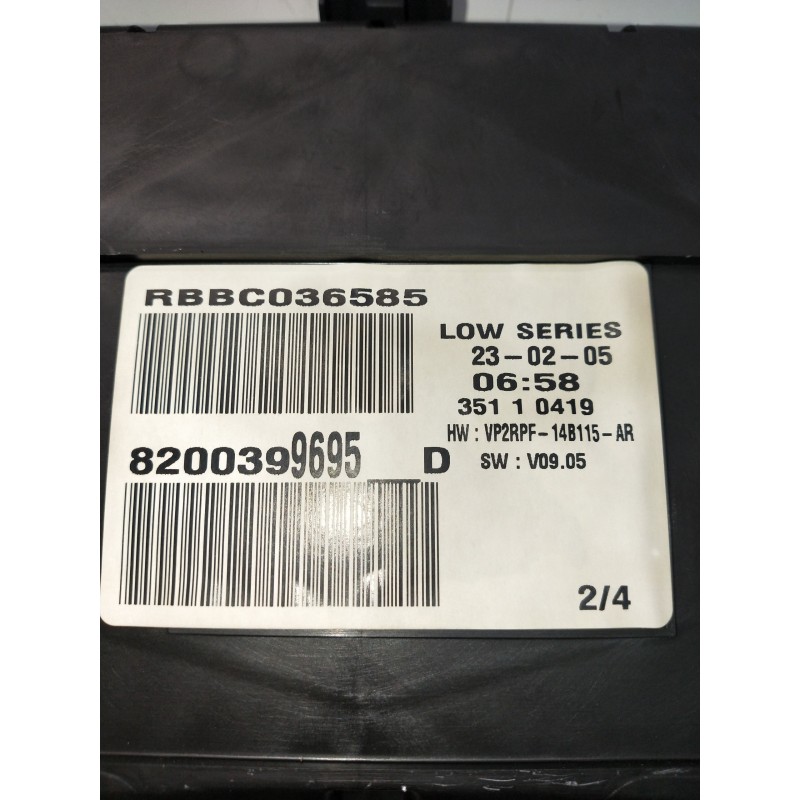 RBBC036585
LOW SERIES
23-02-05
06:58
351 1 0419
HW : VP2RPF-14B115-AR
8200399695__D
SW : V09.05
2/4